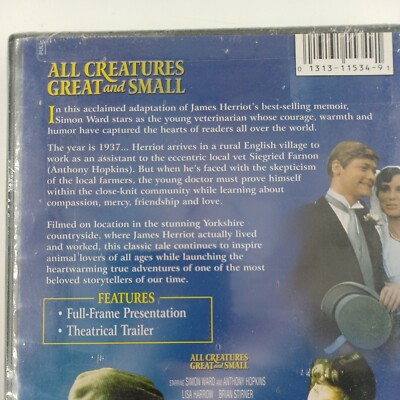 0 1313-11534-9
ALL CREATURES
GREAT and SMALL
In this acclaimed adaptation of James Herriot's best-selling memoir,
Simon Ward stars as the young veterinarian whose courage, warmth and
humor have captured the hearts of readers all over the world.
The year is 1937... Herriot arrives in a rural English village to
work as an assistant to the eccentric local vet Siegried Farnon
(Anthony Hopkins). But when he's faced with the skepticism
of the local farmers, the young doctor must prove himself
within the close-knit community while learning about
compassion, mercy, friendship and love.
Filmed on location in the stunning Yorkshire
countryside, where James Herriot actually lived
and worked, this classic tale continues to inspire
animal lovers of all ages while launching the
heartwarming true adventures of one of the most
beloved storytellers of our time.
FEATURES
• Full-Frame Presentation
• Theatrical Trailer
ALL CREATURES
GREAT and SMALL
STARRING SIMON WARD AND ANTHONY HOPKINS
LISA HARROW BRIAN STIRNER